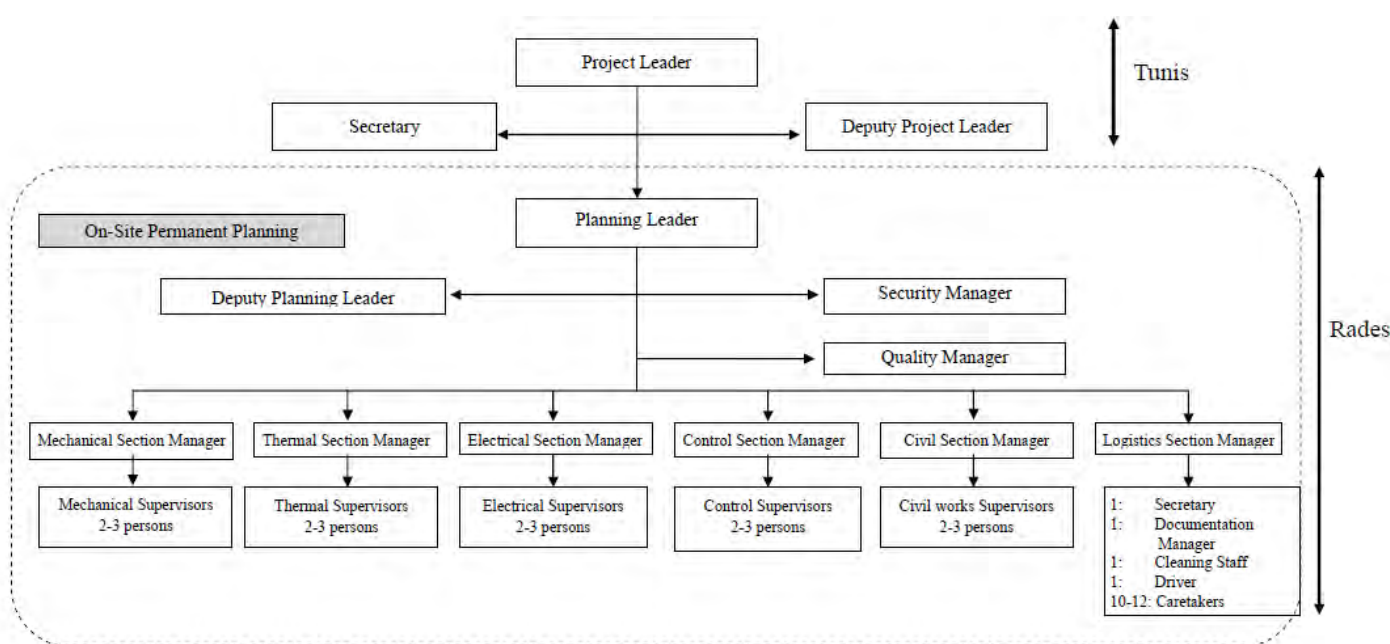 Project Leader
Tunis
Secretary
Deputy Project Leader
On-Site Permanent Planning
Planning Leader
Deputy Planning Leader
Security Manager
Rades
Quality Manager
Mechanical Section Manager
Thermal Section Manager
Electrical Section Manager
Control Section Manager
Civil Section Manager
Logistics Section Manager
Mechanical Supervisors
2-3 persons
Thermal Supervisors
2-3 persons
Electrical Supervisors
2-3 persons
Control Supervisors
2-3 persons
Civil works Supervisors
2-3 persons
1: Secretary
1: Documentation
Manager
1: Cleaning Staff
1: Driver
10-12: Caretakers